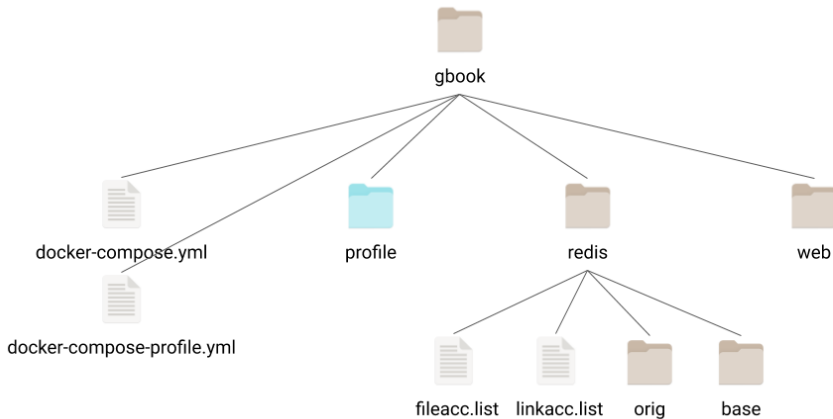 gbook
docker-compose.yml
profile
redis
web
docker-compose-profile.yml
fileacc.list
linkacc.list
orig
base